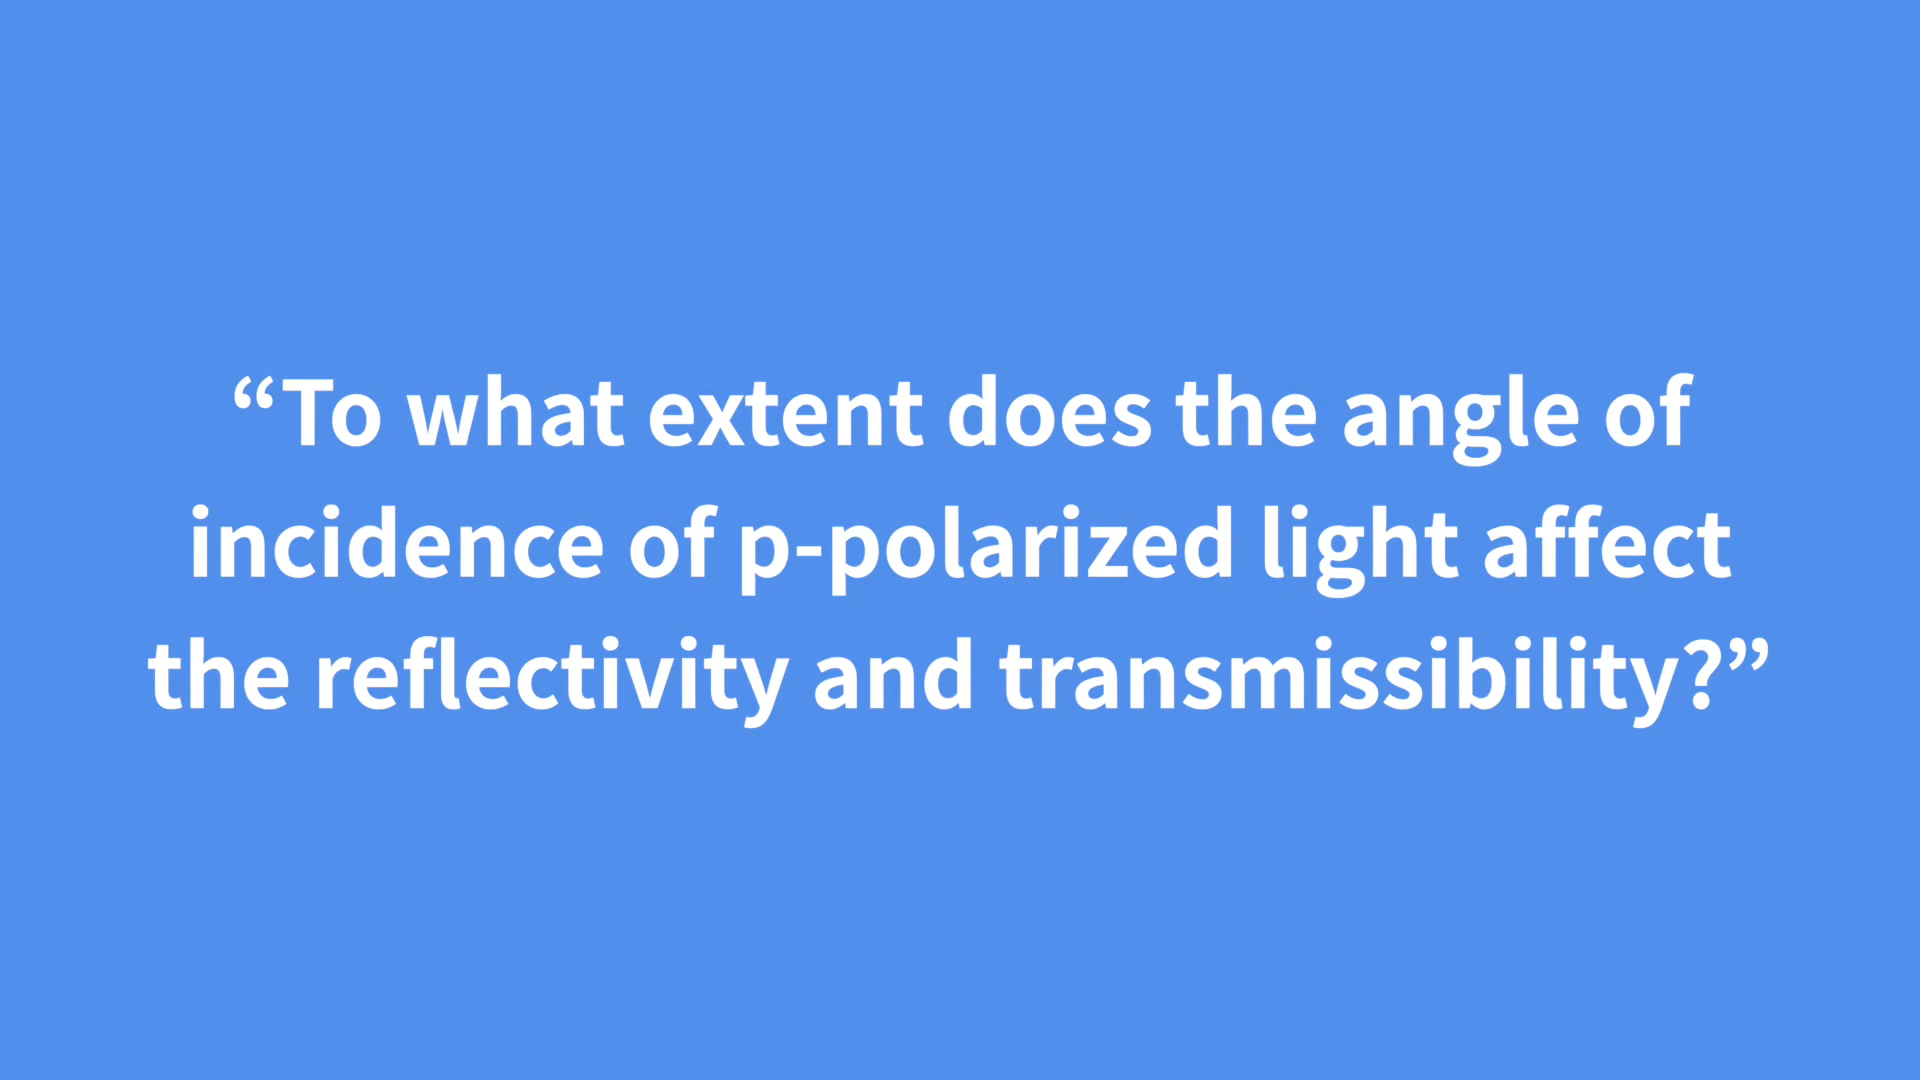 “To what extent does the angle of
incidence of p-polarized light affect
the reflectivity and transmissibility?”